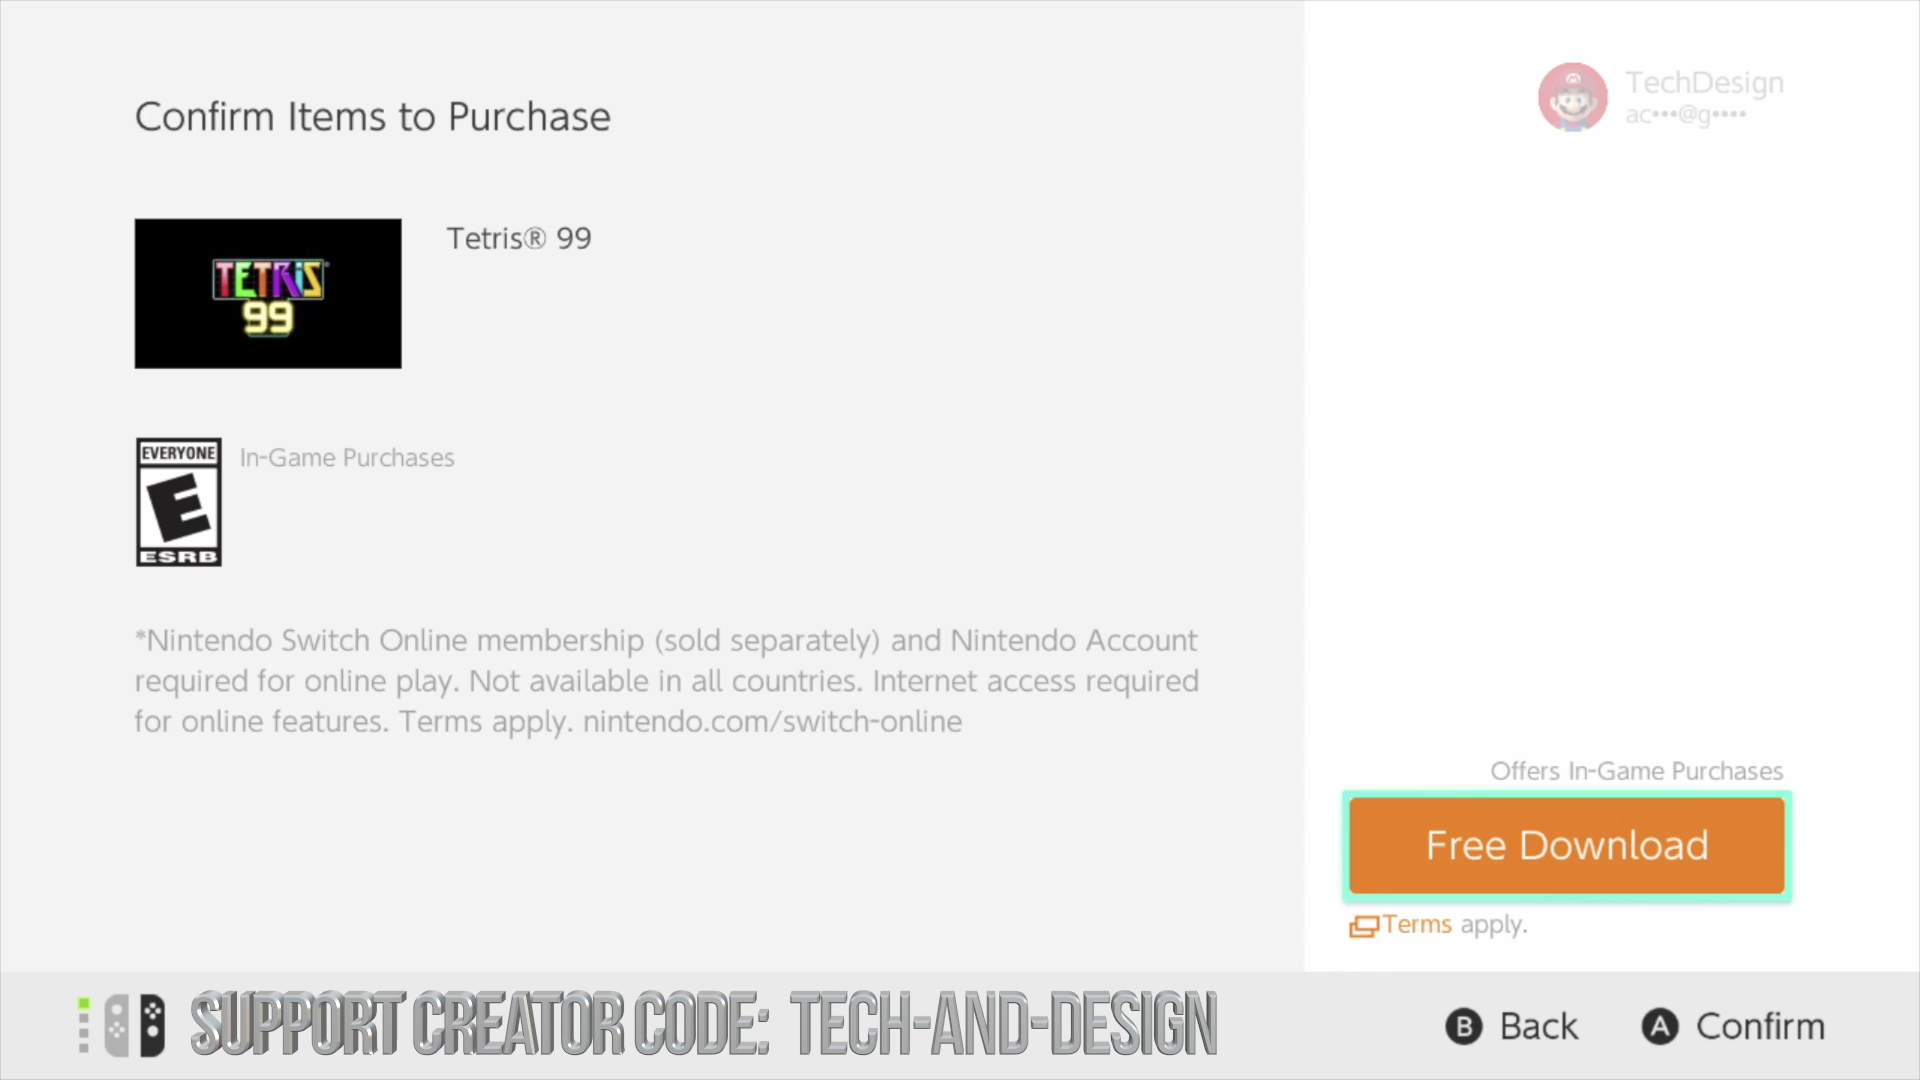 Confirm Items to Purchase
TechDesign
ac•••@g••••
TETRiS®
99
Tetris® 99
EVERYONE
E
ESRB
In-Game Purchases
*Nintendo Switch Online membership (sold separately) and Nintendo Account
required for online play. Not available in all countries. Internet access required
for online features. Terms apply. nintendo.com/switch-online
Offers In-Game Purchases
Free Download
Terms apply.
SUPPORT CREATOR CODE: TECH-AND-DESIGN
B Back
A Confirm